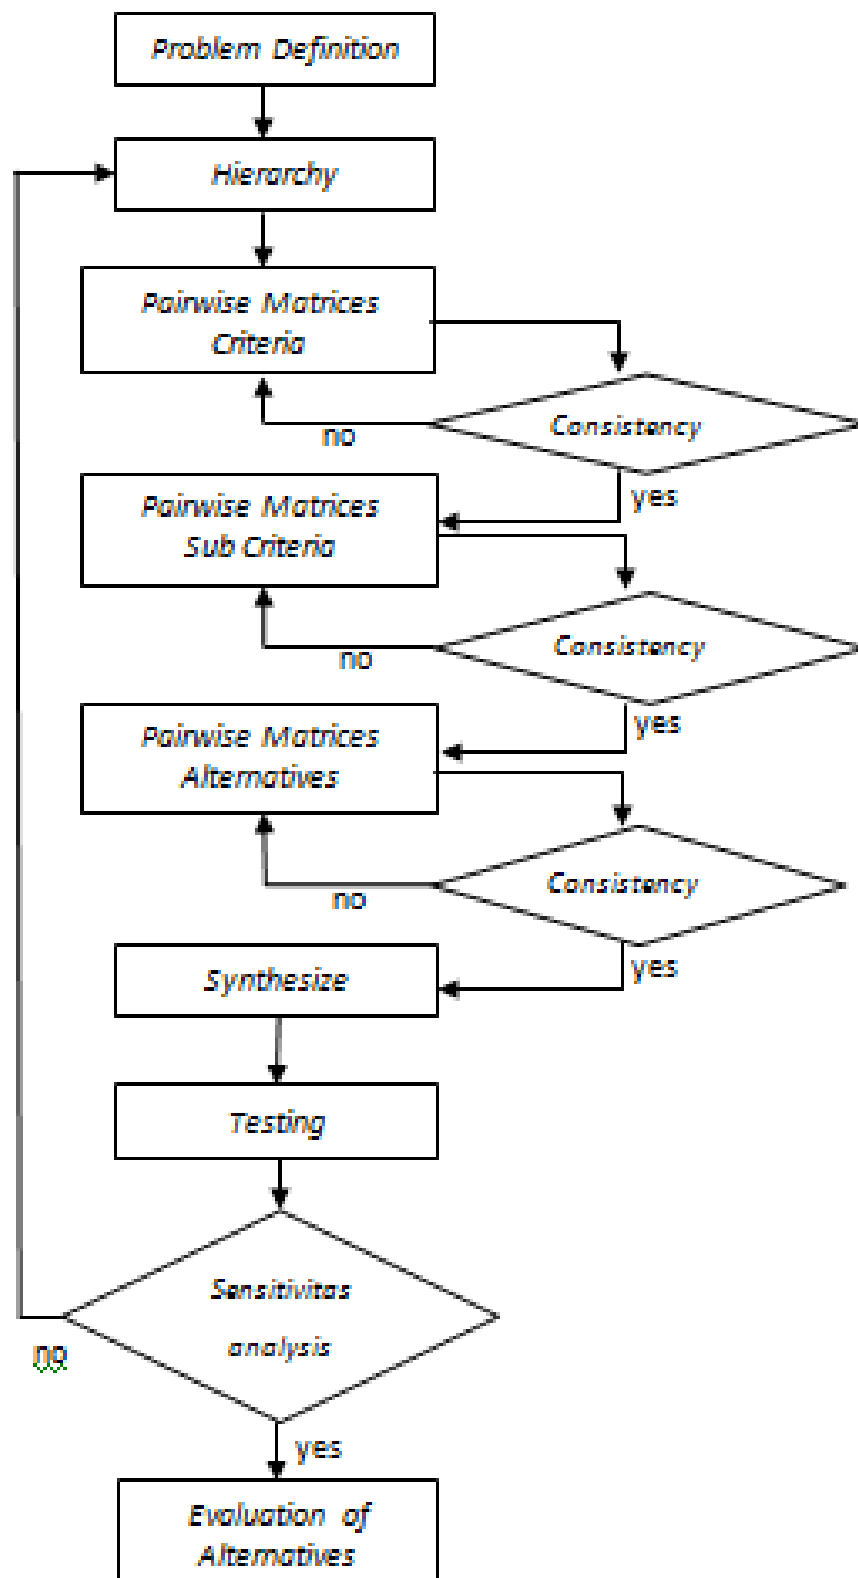 Problem Definition
Hierarchy
Pairwise Matrices
Criteria
Consistency
no
yes
Pairwise Matrices
Sub Criteria
Consistency
no
yes
Pairwise Matrices
Alternatives
Consistency
no
yes
Synthesize
Testing
Sensitivitas
analysis
no
yes
Evaluation of
Alternatives